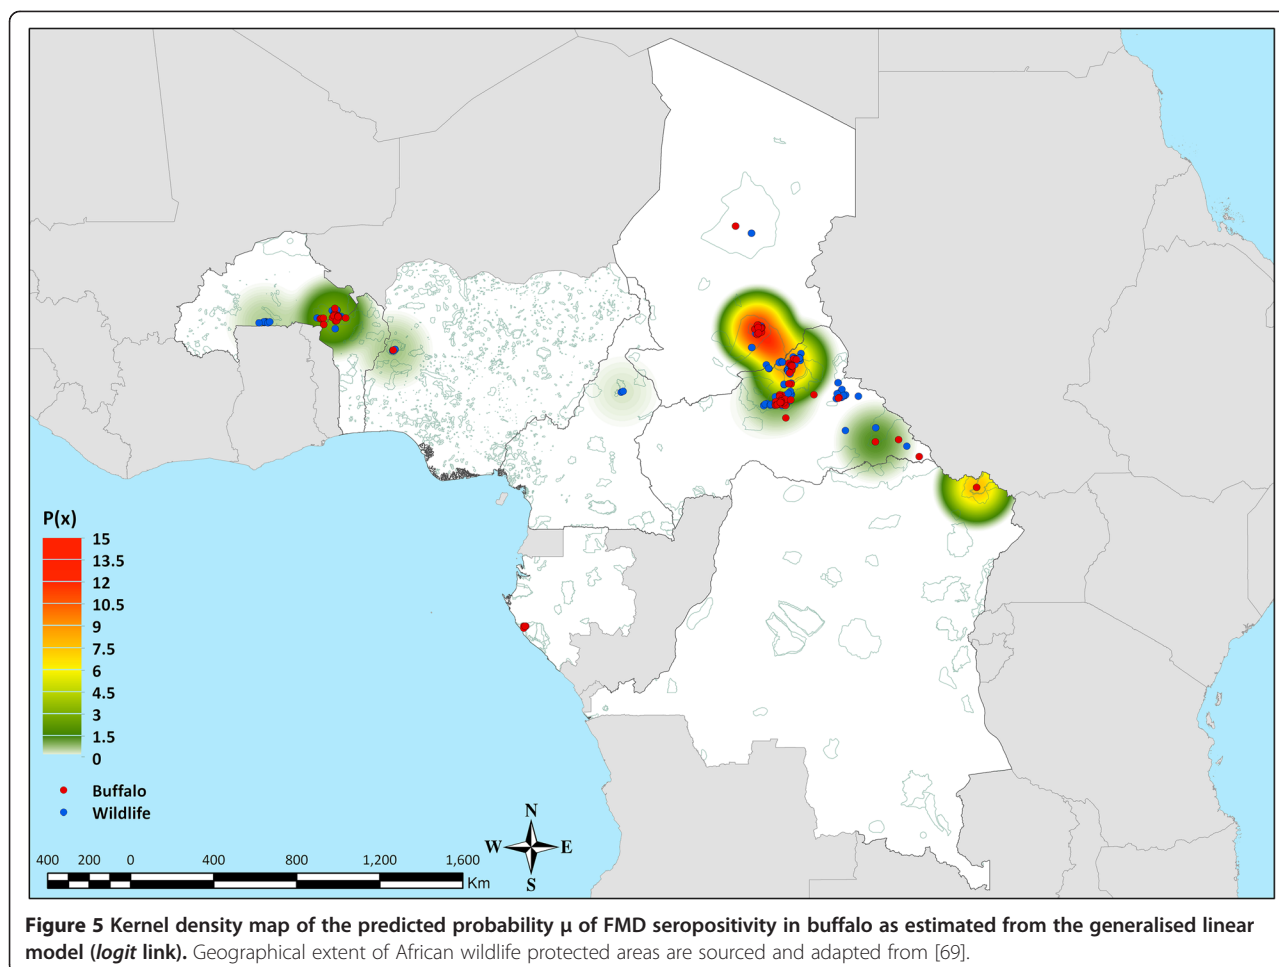 P(x)
15
13.5
12
10.5
9
7.5
6
4.5
3
1.5
0
Buffalo
Wildlife
N
W E
S
400 200 0 400 800 1,200 1,600
Km
Figure 5 Kernel density map of the predicted probability μ of FMD seropositivity in buffalo as estimated from the generalised linear
model (logit link). Geographical extent of African wildlife protected areas are sourced and adapted from [69].